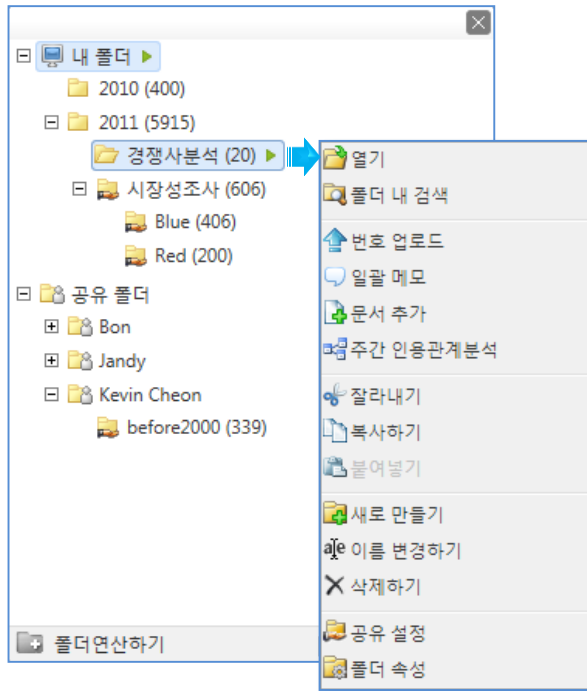 내 폴더
2010 (400)
2011 (5915)
경쟁사분석 (20)
시장성조사 (606)
Blue (406)
Red (200)
공유 폴더
Bon
Jandy
Kevin Cheon
before2000 (339)
폴더연산하기
열기
폴더 내 검색
번호 업로드
일괄 메모
문서 추가
주간 인용관계분석
잘라내기
복사하기
붙여넣기
새로 만들기
이름 변경하기
삭제하기
공유 설정
폴더 속성